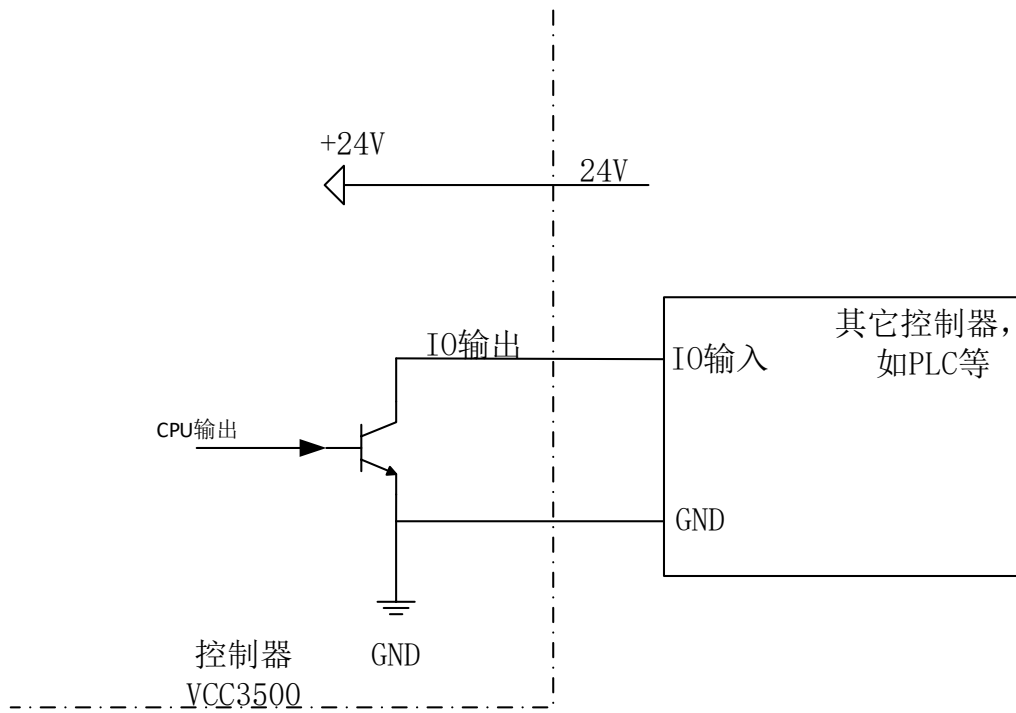 +24V
24V
IO输出
IO输入
其它控制器，
如PLC等
CPU输出
GND
控制器
VCC3500
GND